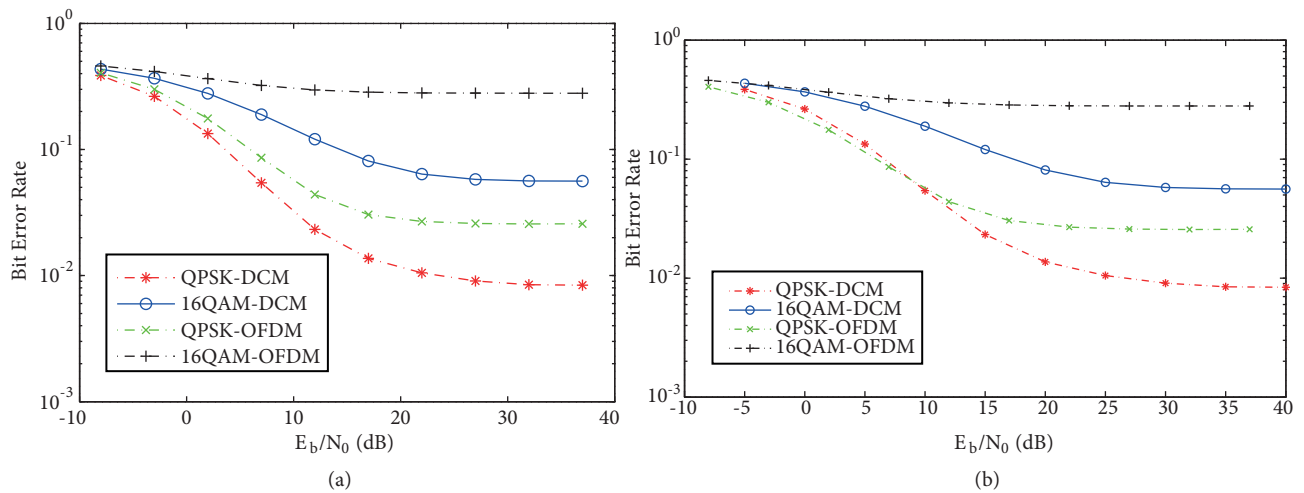 10^0
10^-1
10^-2
10^-3
Bit Error Rate
QPSK-DCM
16QAM-DCM
QPSK-OFDM
16QAM-OFDM
-10 0 10 20 30 40
E_b/N_0 (dB)
(a)
10^0
10^-1
10^-2
10^-3
Bit Error Rate
QPSK-DCM
16QAM-DCM
QPSK-OFDM
16QAM-OFDM
-10 -5 0 5 10 15 20 25 30 35 40
E_b/N_0 (dB)
(b)